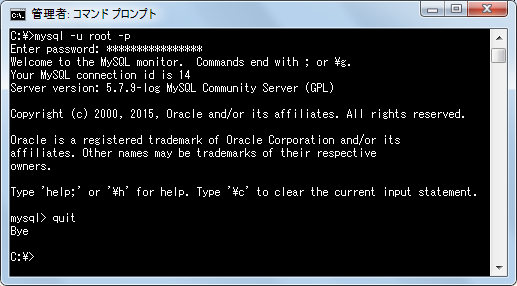 管理者: コマンド プロンプト
C:¥>mysql -u root -p
Enter password: ****************
Welcome to the MySQL monitor.  Commands end with ; or ¥g.
Your MySQL connection id is 14
Server version: 5.7.9-log MySQL Community Server (GPL)
Copyright (c) 2000, 2015, Oracle and/or its affiliates. All rights reserved.
Oracle is a registered trademark of Oracle Corporation and/or its
affiliates. Other names may be trademarks of their respective
owners.
Type 'help;' or '¥h' for help. Type '¥c' to clear the current input statement.
mysql> quit
Bye
C:¥>